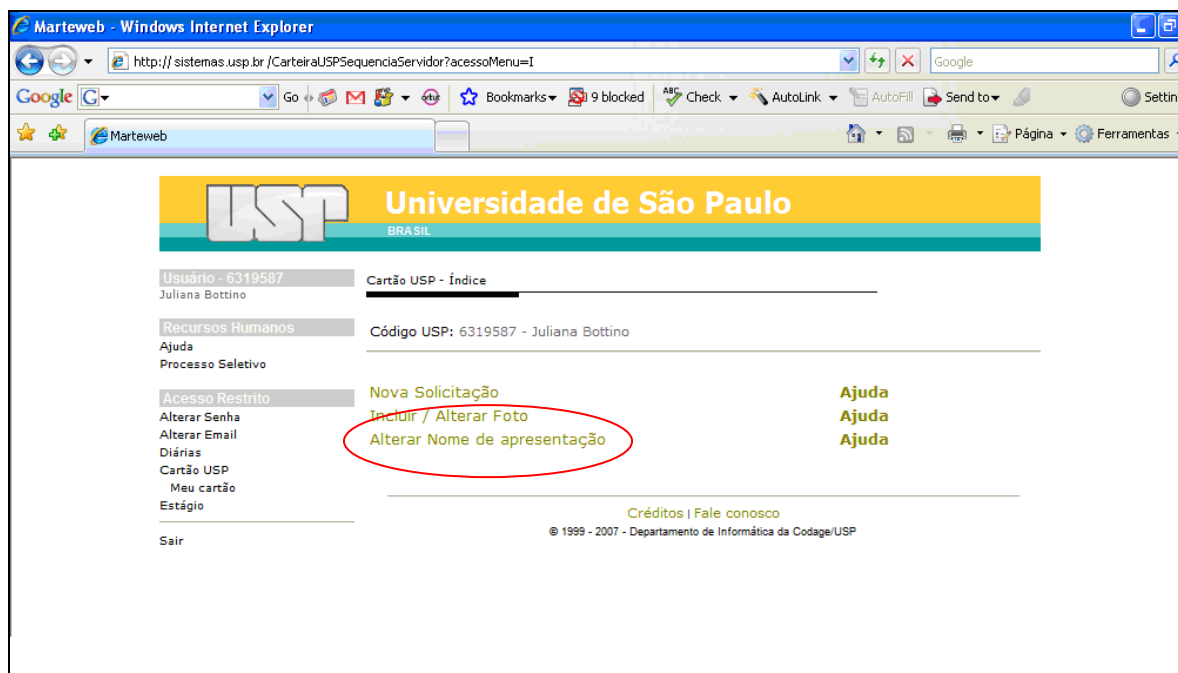 Marteweb - Windows Internet Explorer
http:// sistemas.usp.br /CarteiraUSPSequenciaServidor?acessoMenu=I
Google
Google G Go Bookmarks 9 blocked ABC Check AutoLink AutoFill Send to Settin
Marteweb Página Ferramentas
USP
Universidade de São Paulo
BRASIL
Usuário - 6319587
Juliana Bottino
Recursos Humanos
Ajuda
Processo Seletivo
Acesso Restrito
Alterar Senha
Alterar Email
Diárias
Cartão USP
Meu cartão
Estágio
Sair
Cartão USP - Índice
Código USP: 6319587 - Juliana Bottino
Nova Solicitação Ajuda
Incluir / Alterar Foto Ajuda
Alterar Nome de apresentação Ajuda
Créditos | Fale conosco
© 1999 - 2007 - Departamento de Informática da Codage/USP